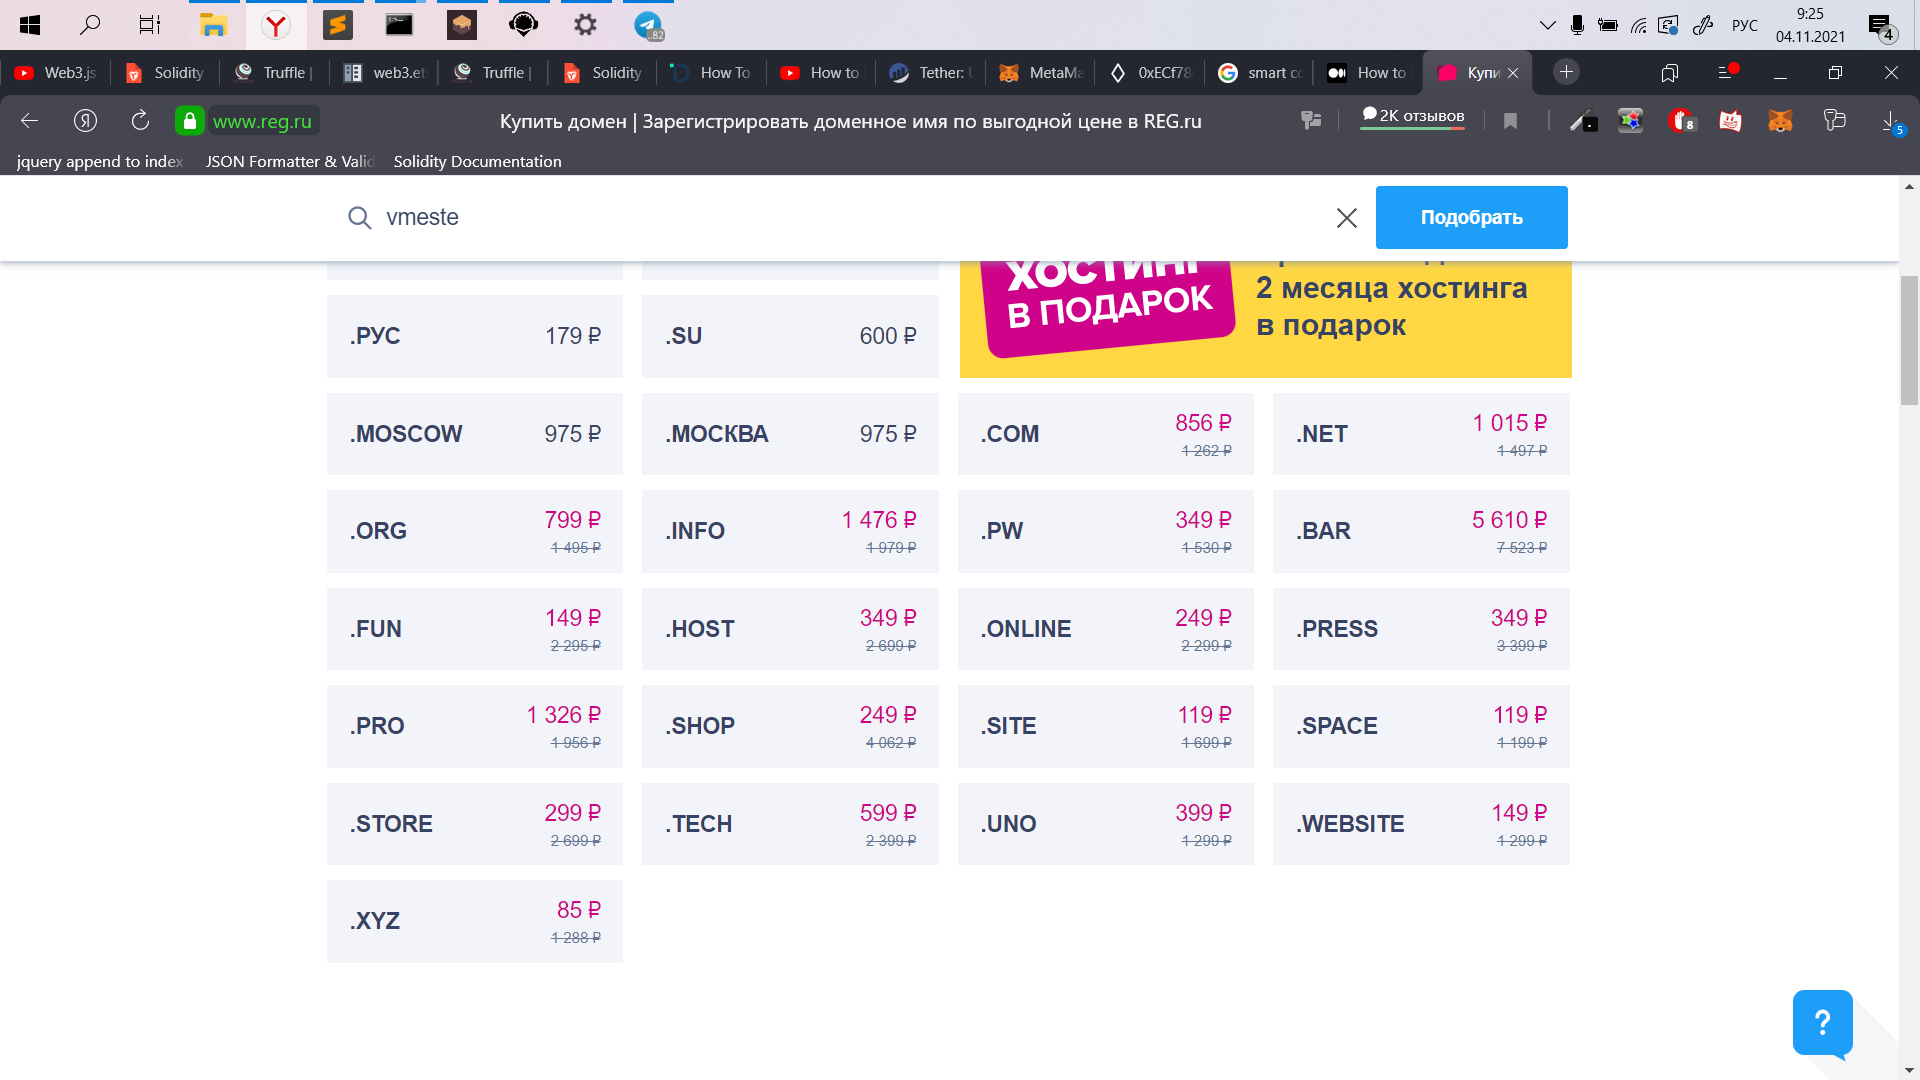 9:25
РУС
04.11.2021
..82
4
Web3.js
Solidity
Truffle |
web3.et
Truffle |
Solidity
How To
How to
Tether: U
MetaMa
0xECf78
smart co
How to
Купи
www.reg.ru
Купить домен | Зарегистрировать доменное имя по выгодной цене в REG.ru
2K отзывов
8
5
jquery append to index
JSON Formatter & Valid
Solidity Documentation
vmeste
Подобрать
ХОСТИНГ
В ПОДАРОК
2 месяца хостинга
в подарок
.РУС 179 ₽
.SU 600 ₽
.MOSCOW 975 ₽
.МОСКВА 975 ₽
.COM 856 ₽
1 262 ₽
.NET 1 015 ₽
1 497 ₽
.ORG 799 ₽
1 495 ₽
.INFO 1 476 ₽
1 979 ₽
.PW 349 ₽
1 530 ₽
.BAR 5 610 ₽
7 523 ₽
.FUN 149 ₽
2 295 ₽
.HOST 349 ₽
2 699 ₽
.ONLINE 249 ₽
2 299 ₽
.PRESS 349 ₽
3 399 ₽
.PRO 1 326 ₽
1 956 ₽
.SHOP 249 ₽
4 062 ₽
.SITE 119 ₽
1 699 ₽
.SPACE 119 ₽
1 199 ₽
.STORE 299 ₽
2 699 ₽
.TECH 599 ₽
2 399 ₽
.UNO 399 ₽
1 299 ₽
.WEBSITE 149 ₽
1 299 ₽
.XYZ 85 ₽
1 288 ₽
?